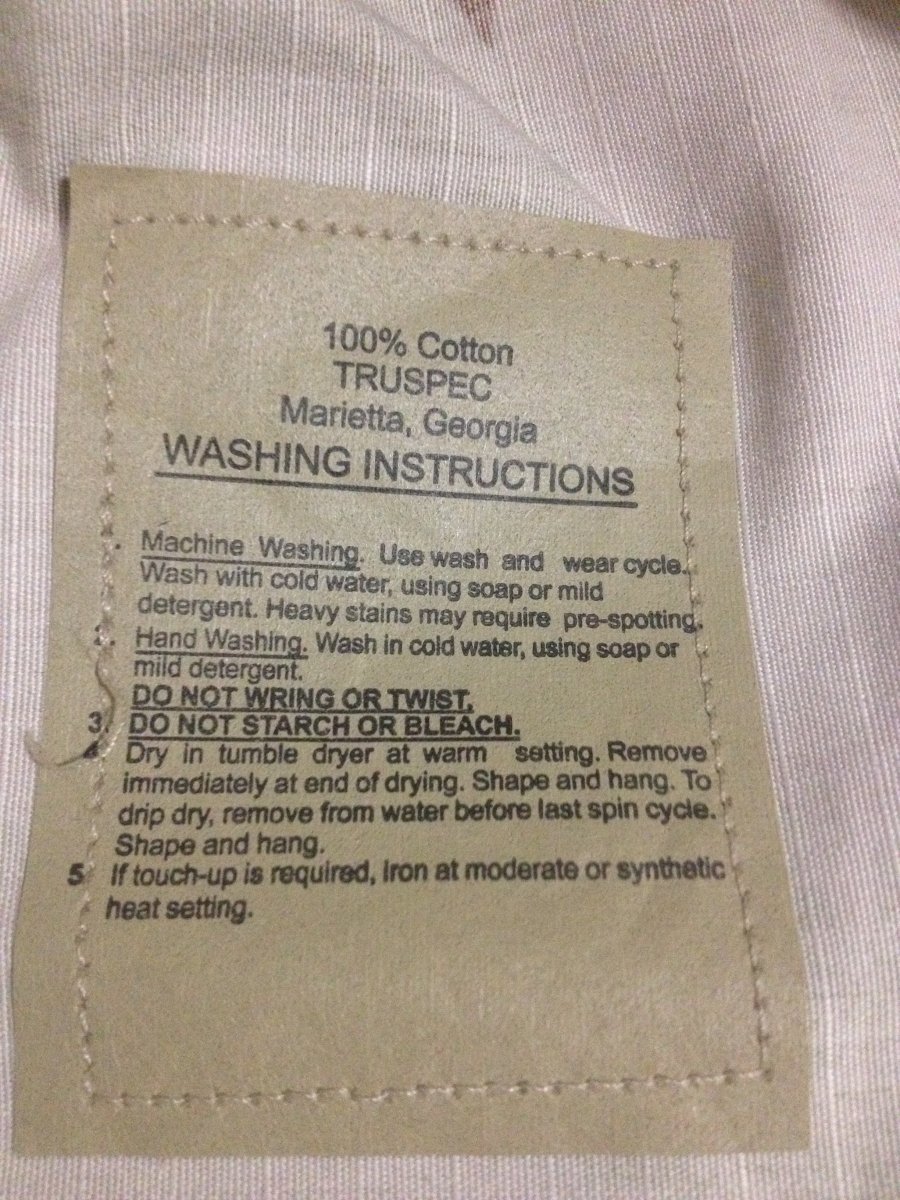 100% Cotton
TRUSPEC
Marietta, Georgia
WASHING INSTRUCTIONS
. Machine Washing. Use wash and wear cycle.
Wash with cold water, using soap or mild
detergent. Heavy stains may require pre-spotting.
2. Hand Washing. Wash in cold water, using soap or
mild detergent.
DO NOT WRING OR TWIST.
3. DO NOT STARCH OR BLEACH.
4 Dry in tumble dryer at warm setting. Remove
immediately at end of drying. Shape and hang. To
drip dry, remove from water before last spin cycle.
Shape and hang.
5 If touch-up is required, Iron at moderate or synthetic
heat setting.